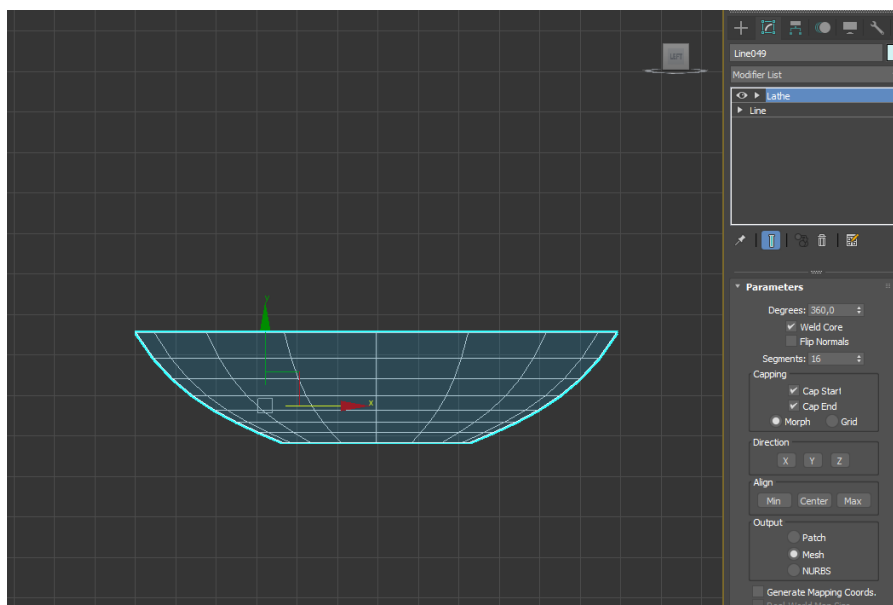 LEFT
y
x
Line049
Modifier List
Lathe
Line
Parameters
Degrees: 360,0
Weld Core
Flip Normals
Segments: 16
Capping
Cap Start
Cap End
Morph Grid
Direction
X Y Z
Align
Min Center Max
Output
Patch
Mesh
NURBS
Generate Mapping Coords.